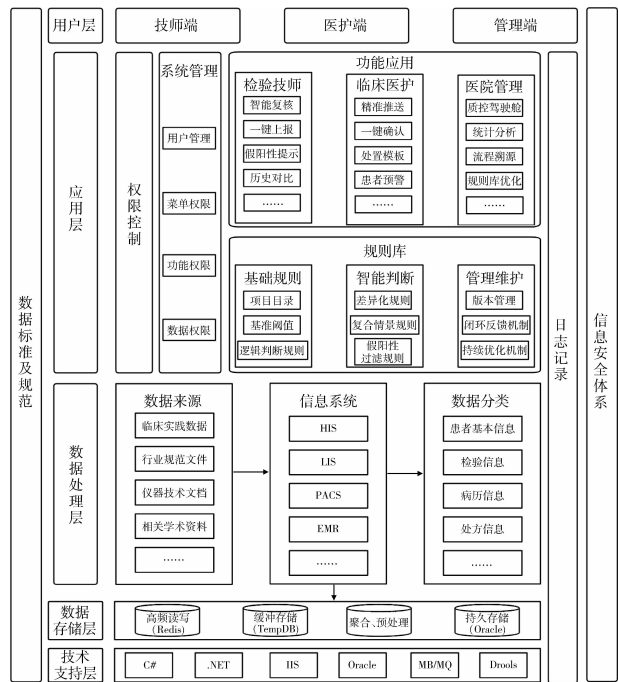 用户层
技师端
医护端
管理端
数据标准及规范
信息安全体系
应用层
权限控制
系统管理
用户管理
菜单权限
功能权限
数据权限
功能应用
检验技师
智能复核
一键上报
假阳性提示
历史对比
……
临床医护
精准推送
一键确认
处置模板
患者预警
……
医院管理
质控驾驶舱
统计分析
流程溯源
规则库优化
……
规则库
基础规则
项目目录
基准阈值
逻辑判断规则
智能判断
差异化规则
复合情景规则
假阳性
过滤规则
管理维护
版本管理
闭环反馈机制
持续优化机制
日志记录
数据处理层
数据来源
临床实践数据
行业规范文件
仪器技术文档
相关学术资料
……
信息系统
HIS
LIS
PACS
EMR
……
数据分类
患者基本信息
检验信息
病历信息
处方信息
……
数据
存储层
高频读写
(Redis)
缓冲存储
(TempDB)
聚合、预处理
持久存储
(Oracle)
技术
支持层
C#
.NET
IIS
Oracle
MB/MQ
Drools